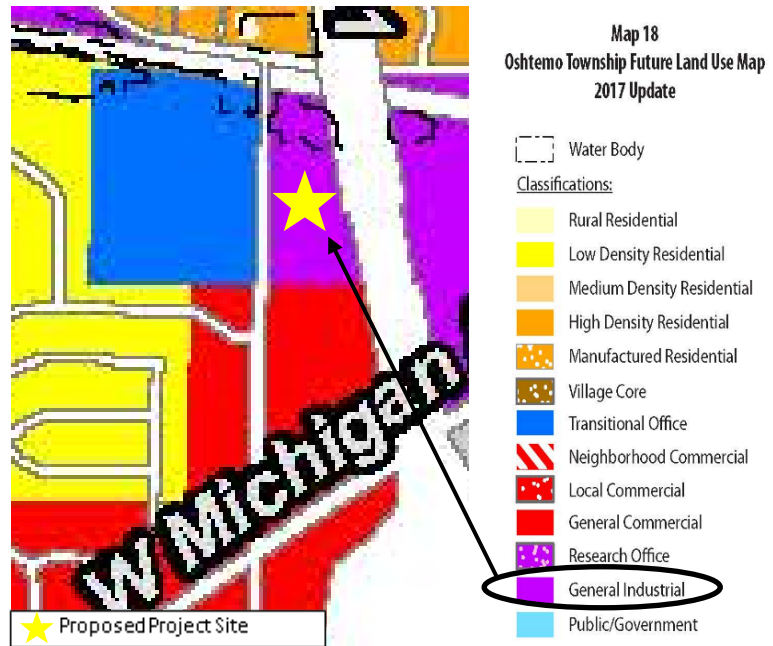 Map 18
Oshtemo Township Future Land Use Map
2017 Update
Water Body
Classifications:
Rural Residential
Low Density Residential
Medium Density Residential
High Density Residential
Manufactured Residential
Village Core
Transitional Office
Neighborhood Commercial
Local Commercial
General Commercial
Research Office
General Industrial
Public/Government
W Michigan
Proposed Project Site